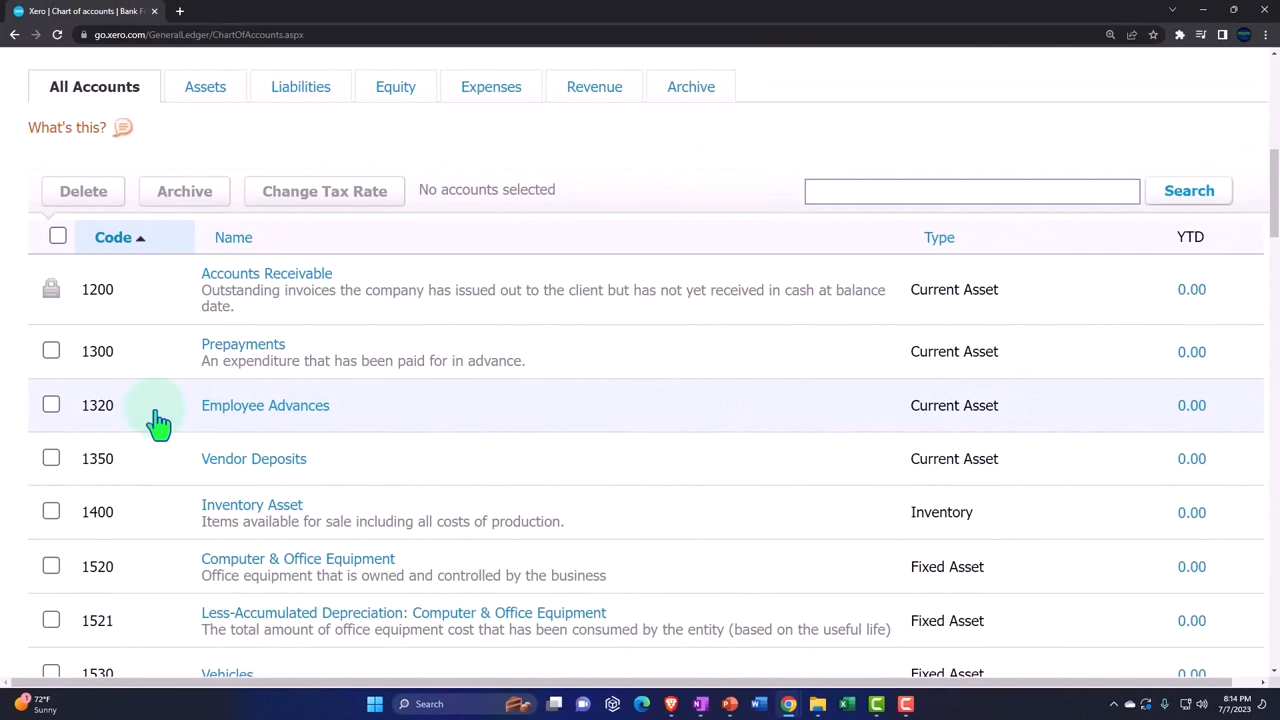 Xero | Chart of accounts | Bank F
go.xero.com/GeneralLedger/ChartOfAccounts.aspx
All Accounts Assets Liabilities Equity Expenses Revenue Archive
What's this?
Delete Archive Change Tax Rate No accounts selected Search
Code Name Type YTD
1200 Accounts Receivable Current Asset 0.00
Outstanding invoices the company has issued out to the client but has not yet received in cash at balance
date.
1300 Prepayments Current Asset 0.00
An expenditure that has been paid for in advance.
1320 Employee Advances Current Asset 0.00
1350 Vendor Deposits Current Asset 0.00
1400 Inventory Asset Inventory 0.00
Items available for sale including all costs of production.
1520 Computer & Office Equipment Fixed Asset 0.00
Office equipment that is owned and controlled by the business
1521 Less-Accumulated Depreciation: Computer & Office Equipment Fixed Asset 0.00
The total amount of office equipment cost that has been consumed by the entity (based on the useful life)
1530 Vehicles Fixed Asset 0.00
72°F
Sunny
Search
8:14 PM
7/7/2023